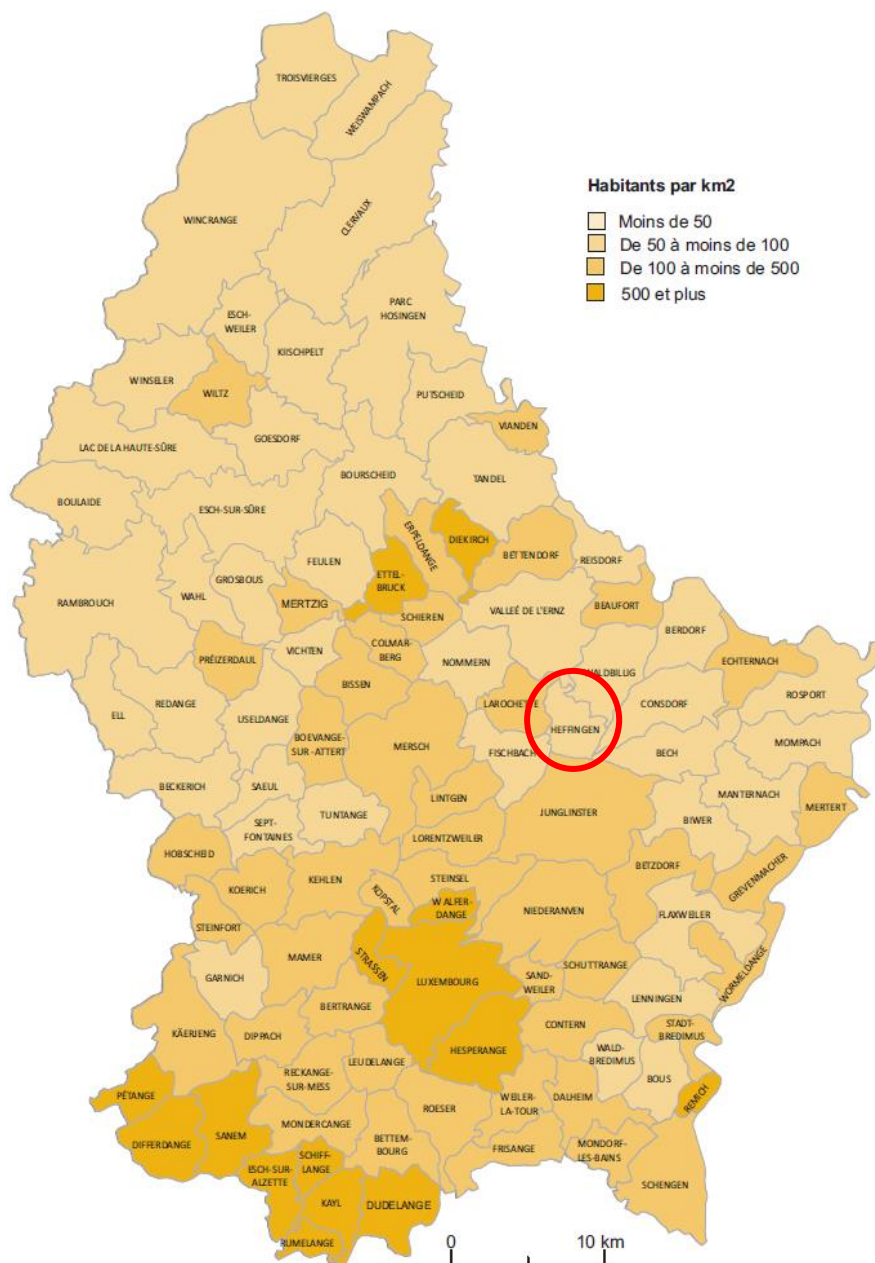 TROISVIERGES
WEISWAMPACH
WINCRANGE
CLERVAUX
Habitants par km2
Moins de 50
De 50 à moins de 100
De 100 à moins de 500
500 et plus
PARC
HOSINGEN
ESCH-
WEILER
KIISCHPELT
WINSELER
WILTZ
PUTSCHEID
VIANDEN
GOESDORF
LAC DE LA HAUTE-SÛRE
BOURSCHEID
TANDEL
BOULAIDE
ESCH-SUR-SÛRE
ERPELDANGE
DIEKIRCH
BETTENDORF
REISDORF
FEULEN
ETTEL-
BRUCK
GROSBOUS
WAHL
RAMBROUCH
MERTZIG
SCHIEREN
VALLEÉ DE L'ERNZ
BEAUFORT
BERDORF
COLMAR-
BERG
VICHTEN
PRÉIZERDAUL
NOMMERN
WALDBILLIG
ECHTERNACH
BISSEN
REDANGE
LAROCHETTE
CONSDORF
ROSPORT
ELL
USELDANGE
BOEVANGE-
SUR-ATTERT
HEFFINGEN
MERSCH
FISCHBACH
BECH
MOMPACH
BECKERICH
SAEUL
LINTGEN
MANTERNACH
TUNTANGE
JUNGLINSTER
MERTERT
SEPT-
FONTAINES
BIWER
LORENTZWEILER
HOBSCHEID
BETZDORF
GREVENMACHER
KOERICH
KEHLEN
KOPSTAL
STEINSEL
WALFER-
DANGE
NIEDERANVEN
FLAXWEILER
STEINFORT
WORMELDANGE
MAMER
STRASSEN
GARNICH
LUXEMBOURG
SAND-
WEILER
SCHUTTRANGE
LENNINGEN
BERTRANGE
KÄERJENG
DIPPACH
CONTERN
STADT-
BREDIMUS
HESPERANGE
WALD-
BREDIMUS
LEUDELANGE
RECKANGE-
SUR-MESS
BOUS
PÉTANGE
REMICH
WEILER-
LA-TOUR
DALHEIM
ROESER
MONDERCANGE
SANEM
DIFFERDANGE
BETTEM-
BOURG
FRISANGE
MONDORF-
LES-BAINS
SCHIFF-
LANGE
ESCH-SUR-
ALZETTE
SCHENGEN
KAYL
DUDELANGE
RUMELANGE
0 10 km